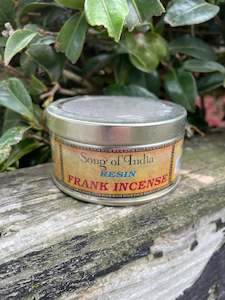 Song of India
RESIN
FRANK INCENSE